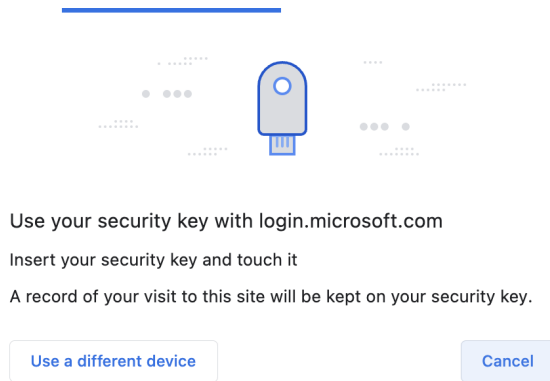 Use your security key with login.microsoft.com
Insert your security key and touch it
A record of your visit to this site will be kept on your security key.
Use a different device
Cancel